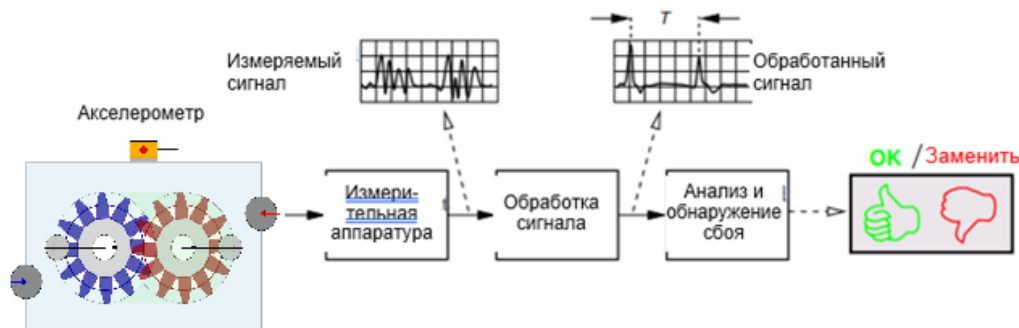 T
Измеряемый
сигнал
Обработанный
сигнал
Акселерометр
ОК / Заменить
Измери-
тельная
аппаратура
Обработка
сигнала
Анализ и
обнаружение
сбоя